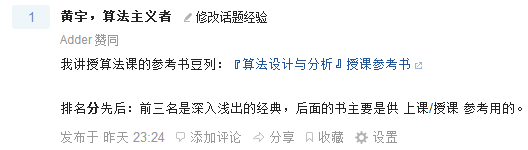 1 黄宇，算法主义者 修改话题经验
Adder 赞同
我讲授算法课的参考书豆列：『算法设计与分析』授课参考书
排名分先后：前三名是深入浅出的经典，后面的书主要是供 上课/授课 参考用的。
发布于 昨天 23:24 添加评论 分享 收藏 设置